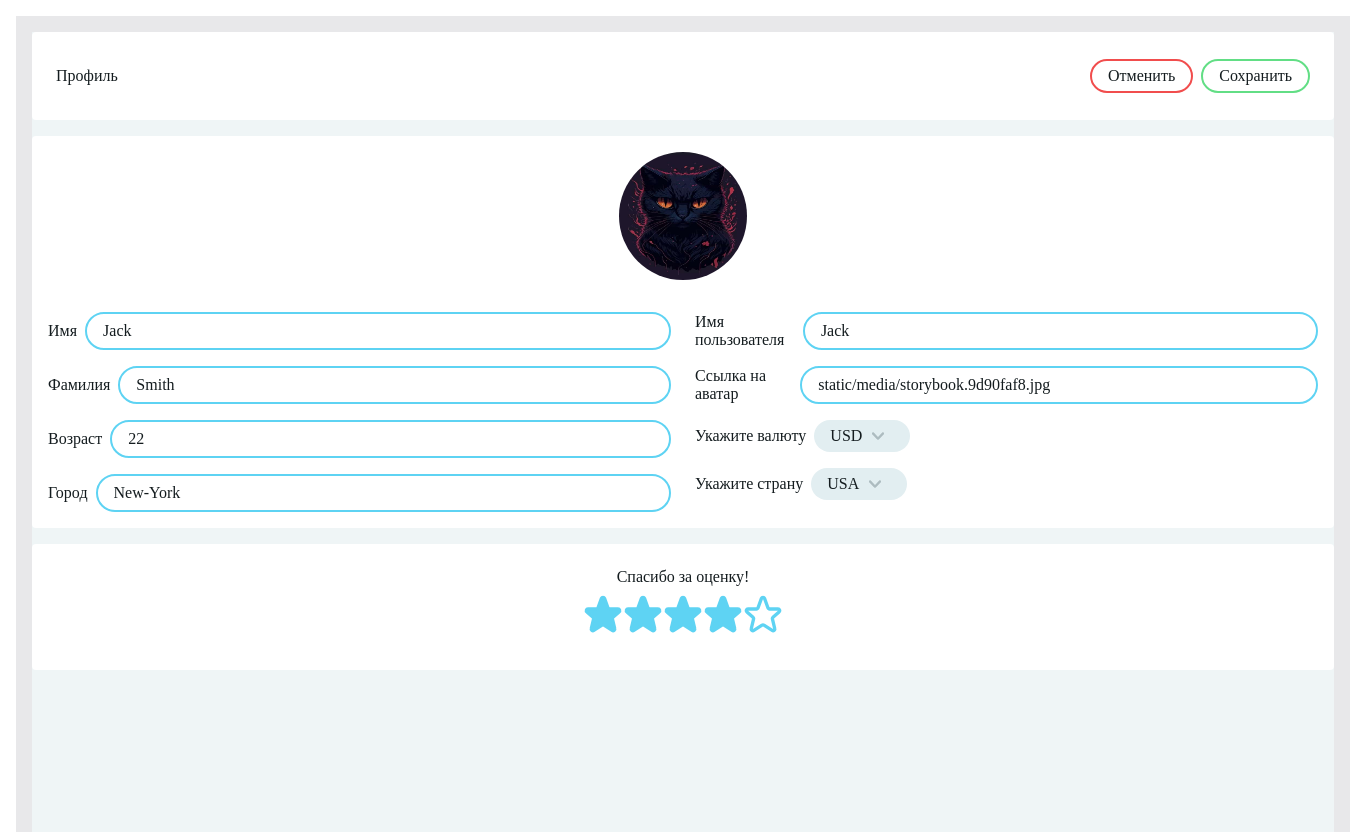 Профиль
Отменить
Сохранить
Имя
Jack
Фамилия
Smith
Возраст
22
Город
New-York
Имя
пользователя
Jack
Ссылка на
аватар
static/media/storybook.9d90faf8.jpg
Укажите валюту
USD
Укажите страну
USA
Спасибо за оценку!